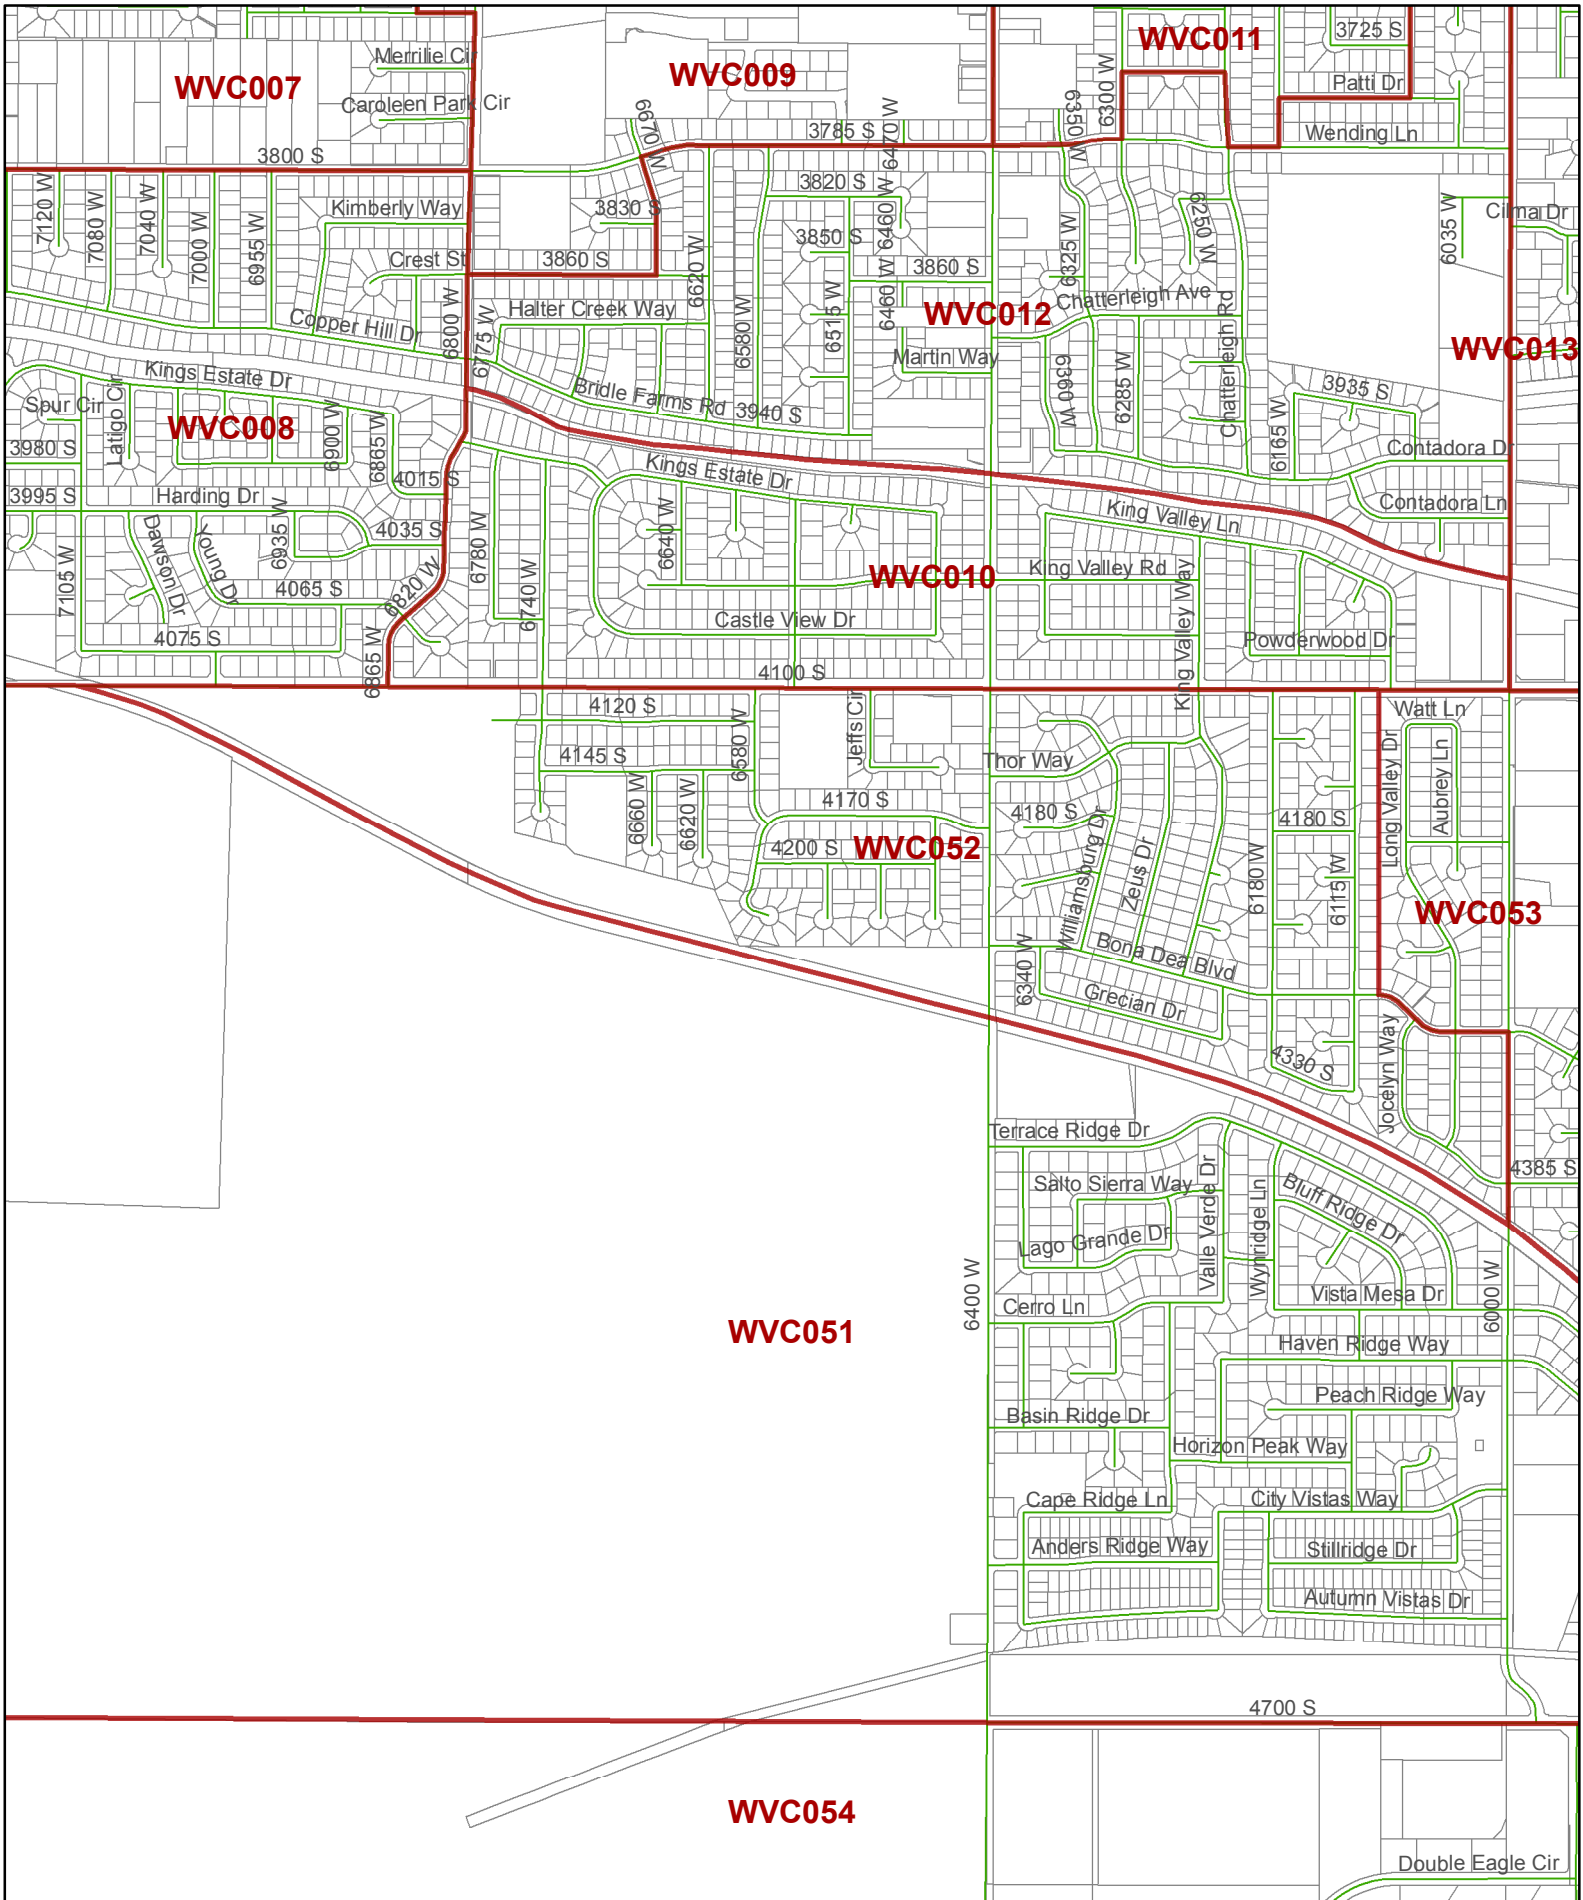 3725 S
WVC011
Merrilie Cir
WVC007
WVC009
6300 W
Patti Dr
Caroleen Park Cir
6670 W
6350 W
3785 S
6470 W
Wending Ln
3800 S
7120 W
7080 W
7040 W
7000 W
6955 W
Kimberly Way
3830 S
3820 S
6460 W
6250 W
6325 W
6035 W
Cilma Dr
3850 S
Crest St
3860 S
6620 W
3860 S
6460 W
Copper Hill Dr
6800 W
6775 W
Halter Creek Way
6580 W
6515 W
WVC012
Chatterleigh Ave
Chatterleigh Rd
WVC013
Martin Way
6360 W
6285 W
Kings Estate Dr
Bridle Farms Rd
3940 S
3935 S
6165 W
Spur Cir
Latigo Cir
WVC008
6900 W
6865 W
3980 S
Contadora Dr
3995 S
Harding Dr
4015 S
Kings Estate Dr
Contadora Ln
King Valley Ln
7105 W
Dawson Dr
Young Dr
6935 W
4035 S
6780 W
6740 W
6640 W
WVC010
King Valley Rd
King Valley Way
4065 S
6820 W
Castle View Dr
4075 S
6865 W
Powderwood Dr
4100 S
4120 S
6580 W
Jeffs Cir
Watt Ln
4145 S
Thor Way
Long Valley Dr
Aubrey Ln
6660 W
6620 W
4170 S
4180 S
4180 S
4200 S
WVC052
Williamsburg Dr
Zeus Dr
6180 W
6115 W
WVC053
6340 W
Bona Dea Blvd
Grecian Dr
4330 S
Jocelyn Way
Terrace Ridge Dr
4385 S
Salto Sierra Way
Valle Verde Dr
Wynridge Ln
Bluff Ridge Dr
Lago Grande Dr
6400 W
Cerro Ln
Vista Mesa Dr
6000 W
WVC051
Haven Ridge Way
Peach Ridge Way
Basin Ridge Dr
Horizon Peak Way
Cape Ridge Ln
City Vistas Way
Anders Ridge Way
Stillridge Dr
Autumn Vistas Dr
4700 S
WVC054
Double Eagle Cir